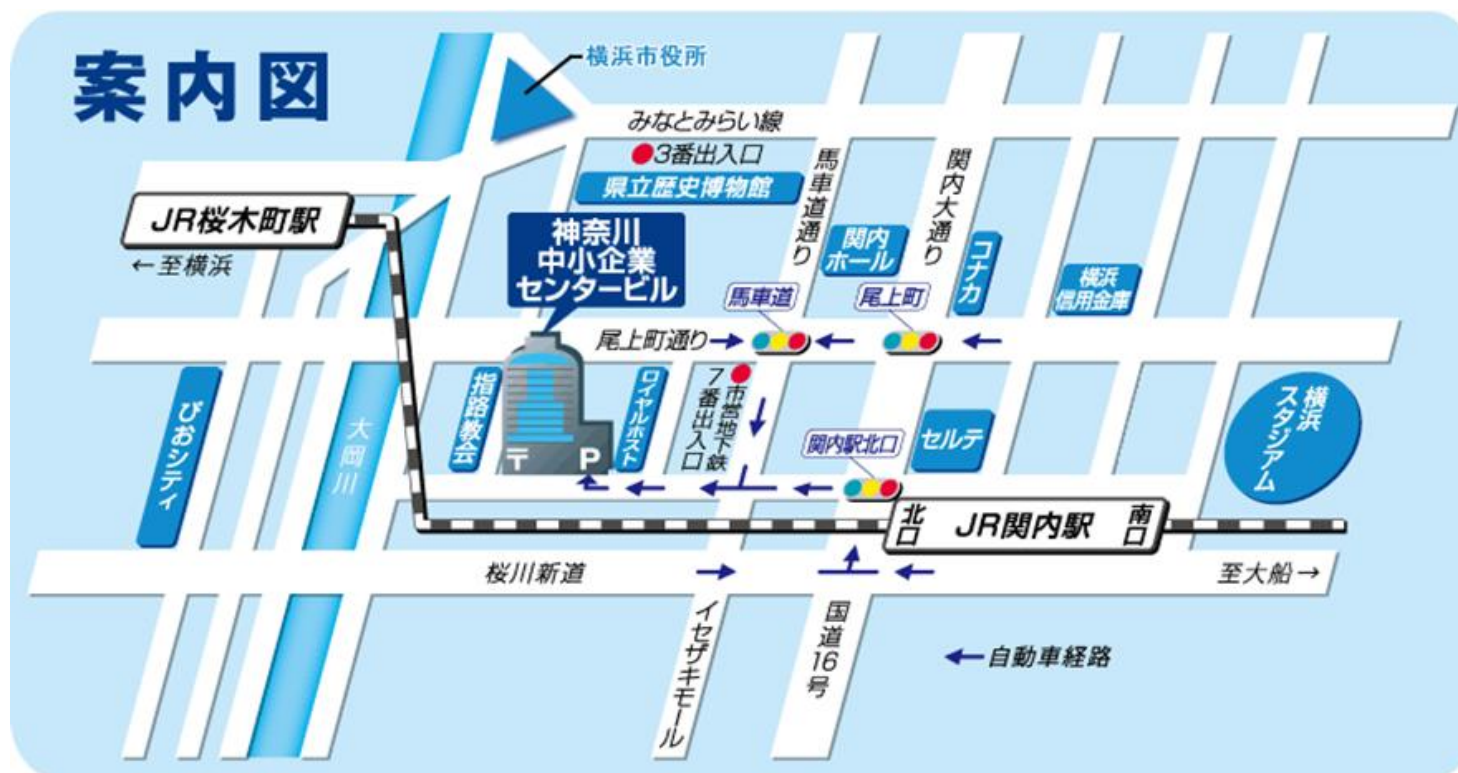 案内図
横浜市役所
みなとみらい線
3番出入口
県立歴史博物館
馬車道通り
関内大通り
JR桜木町駅
←至横浜
神奈川
中小企業
センタービル
関内
ホール
コナカ
横浜
信用金庫
馬車道
尾上町
尾上町通り
びおシティ
大岡川
指路教会
〒
P
ロイヤルホスト
市営地下鉄
7番出入口
関内駅北口
セルテ
横浜
スタジアム
北口
JR関内駅
南口
桜川新道
至大船→
イセザキモール
国道16号
←自動車経路